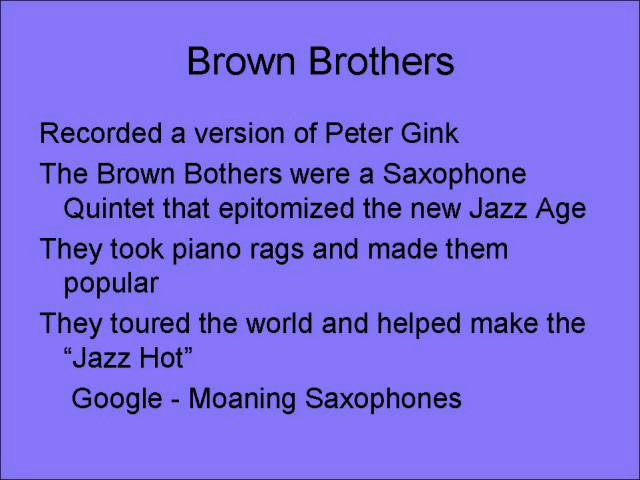 Brown Brothers
Recorded a version of Peter Gink
The Brown Bothers were a Saxophone
Quintet that epitomized the new Jazz Age
They took piano rags and made them
popular
They toured the world and helped make the
“Jazz Hot”
Google - Moaning Saxophones